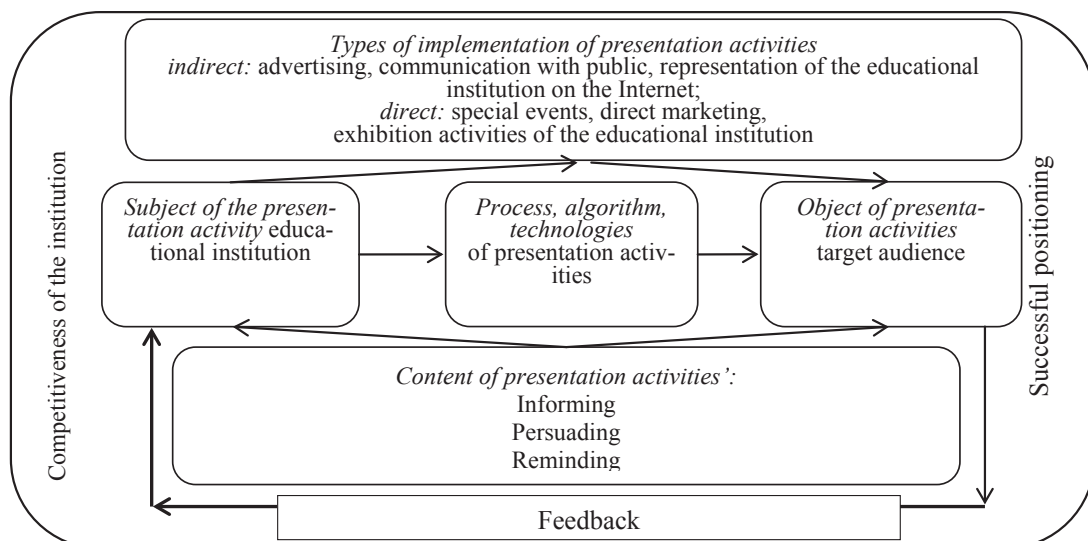 Types of implementation of presentation activities
indirect: advertising, communication with public, representation of the educational
institution on the Internet;
direct: special events, direct marketing,
exhibition activities of the educational institution
Competitiveness of the institution
Subject of the presen-
tation activity educa-
tional institution
Process, algorithm,
technologies
of presentation activ-
ities
Object of presenta-
tion activities
target audience
Successful positioning
Content of presentation activities’:
Informing
Persuading
Reminding
Feedback